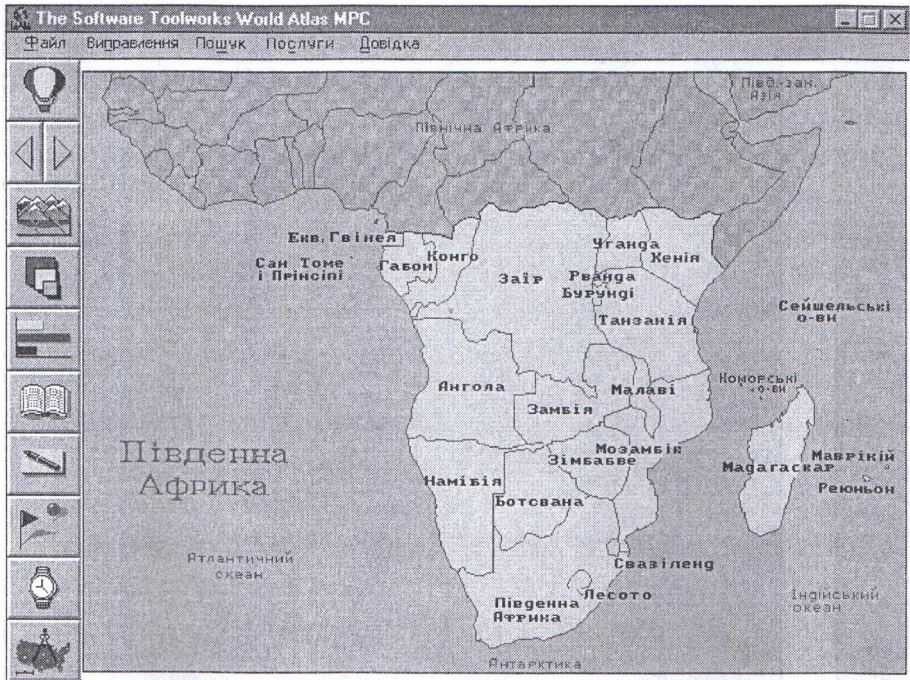 The Software Toolworks World Atlas MPC
Файл Виправлення Пошук Послуги Довідка
Півд.-зах.
Азія
Північна Африка
Екв. Гвінея
Сан Томе
і Прінсіпі
Габон
Конго
Заїр
Уганда
Кенія
Рванда
Бурунді
Танзанія
Сейшельські
о-ви
Ангола
Замбія
Малаві
Коморські
о-ви
Південна
Африка
Мозамбік
Зімбабве
Мадагаскар
Маврікій
Реюньон
Намібія
Ботсвана
Атлантичний
океан
Свазіленд
Лесото
Південна
Африка
Індійський
океан
Антарктика